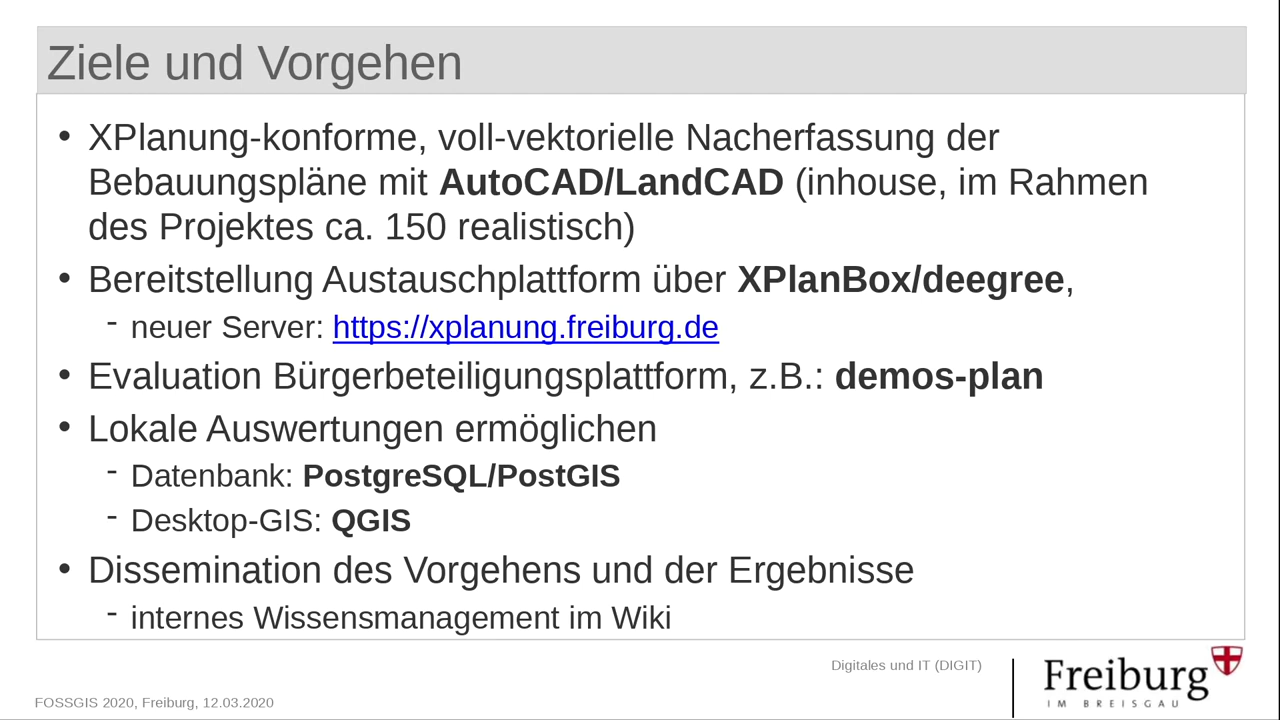 Ziele und Vorgehen
• XPlanung-konforme, voll-vektorielle Nacherfassung der
Bebauungspläne mit AutoCAD/LandCAD (inhouse, im Rahmen
des Projektes ca. 150 realistisch)
• Bereitstellung Austauschplattform über XPlanBox/deegree,
- neuer Server: https://xplanung.freiburg.de
• Evaluation Bürgerbeteiligungsplattform, z.B.: demos-plan
• Lokale Auswertungen ermöglichen
- Datenbank: PostgreSQL/PostGIS
- Desktop-GIS: QGIS
• Dissemination des Vorgehens und der Ergebnisse
- internes Wissensmanagement im Wiki
Digitales und IT (DIGIT)
Freiburg
IM BREISGAU
FOSSGIS 2020, Freiburg, 12.03.2020